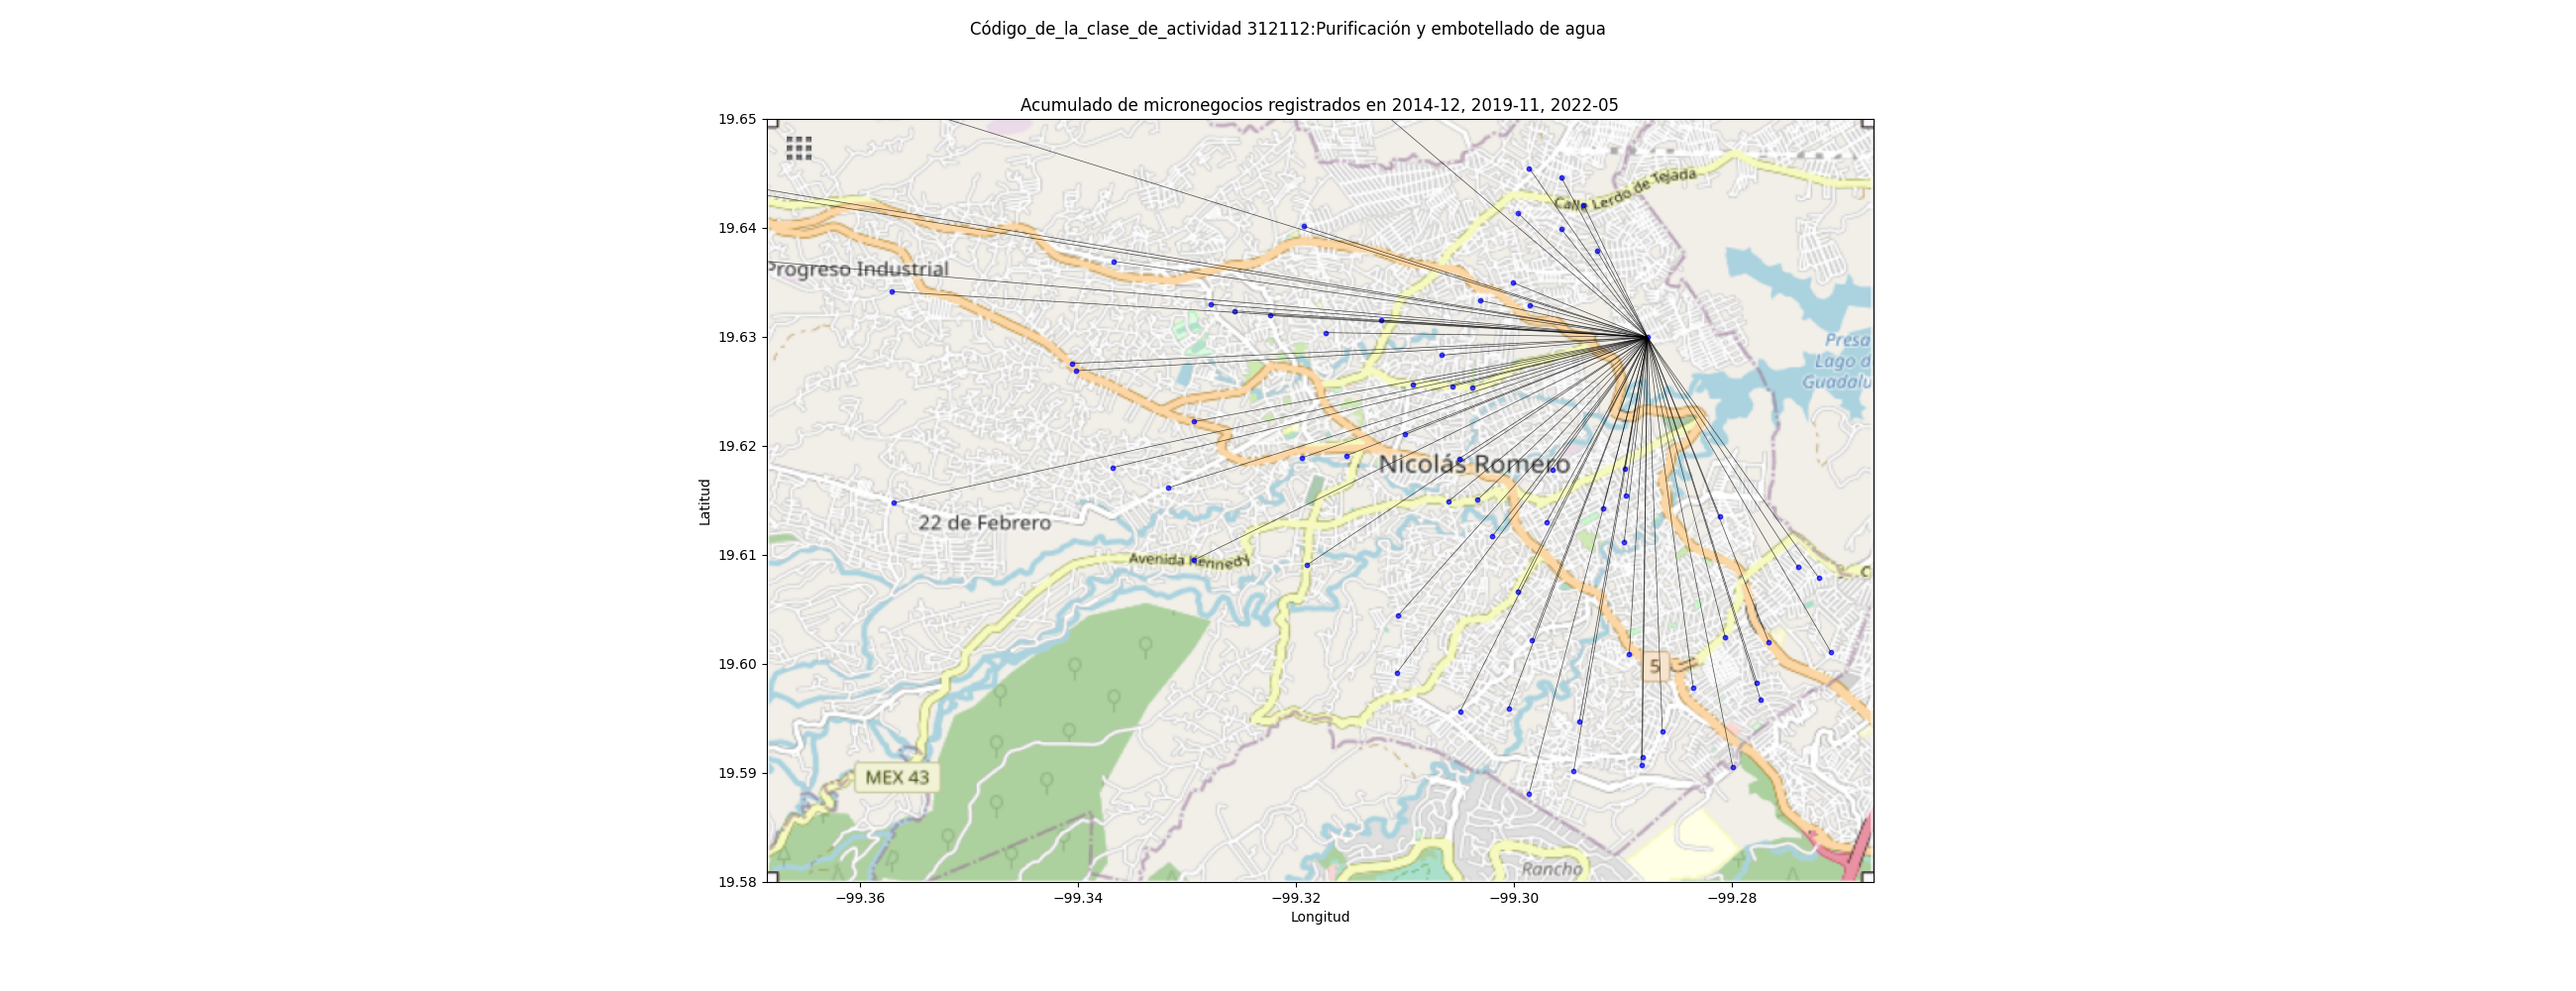 Código_de_la_clase_de_actividad 312112:Purificación y embotellado de agua
Acumulado de micronegocios registrados en 2014-12, 2019-11, 2022-05
19.65
Calle Lerdo de Tejada
19.64
Progreso Industrial
19.63
Presa
Lago d
Guadalu
19.62
Nicolás Romero
Latitud
22 de Febrero
19.61
Avenida Kennedy
C
19.60
5
19.59
MEX 43
Rancho
19.58
−99.36 −99.34 −99.32 −99.30 −99.28
Longitud